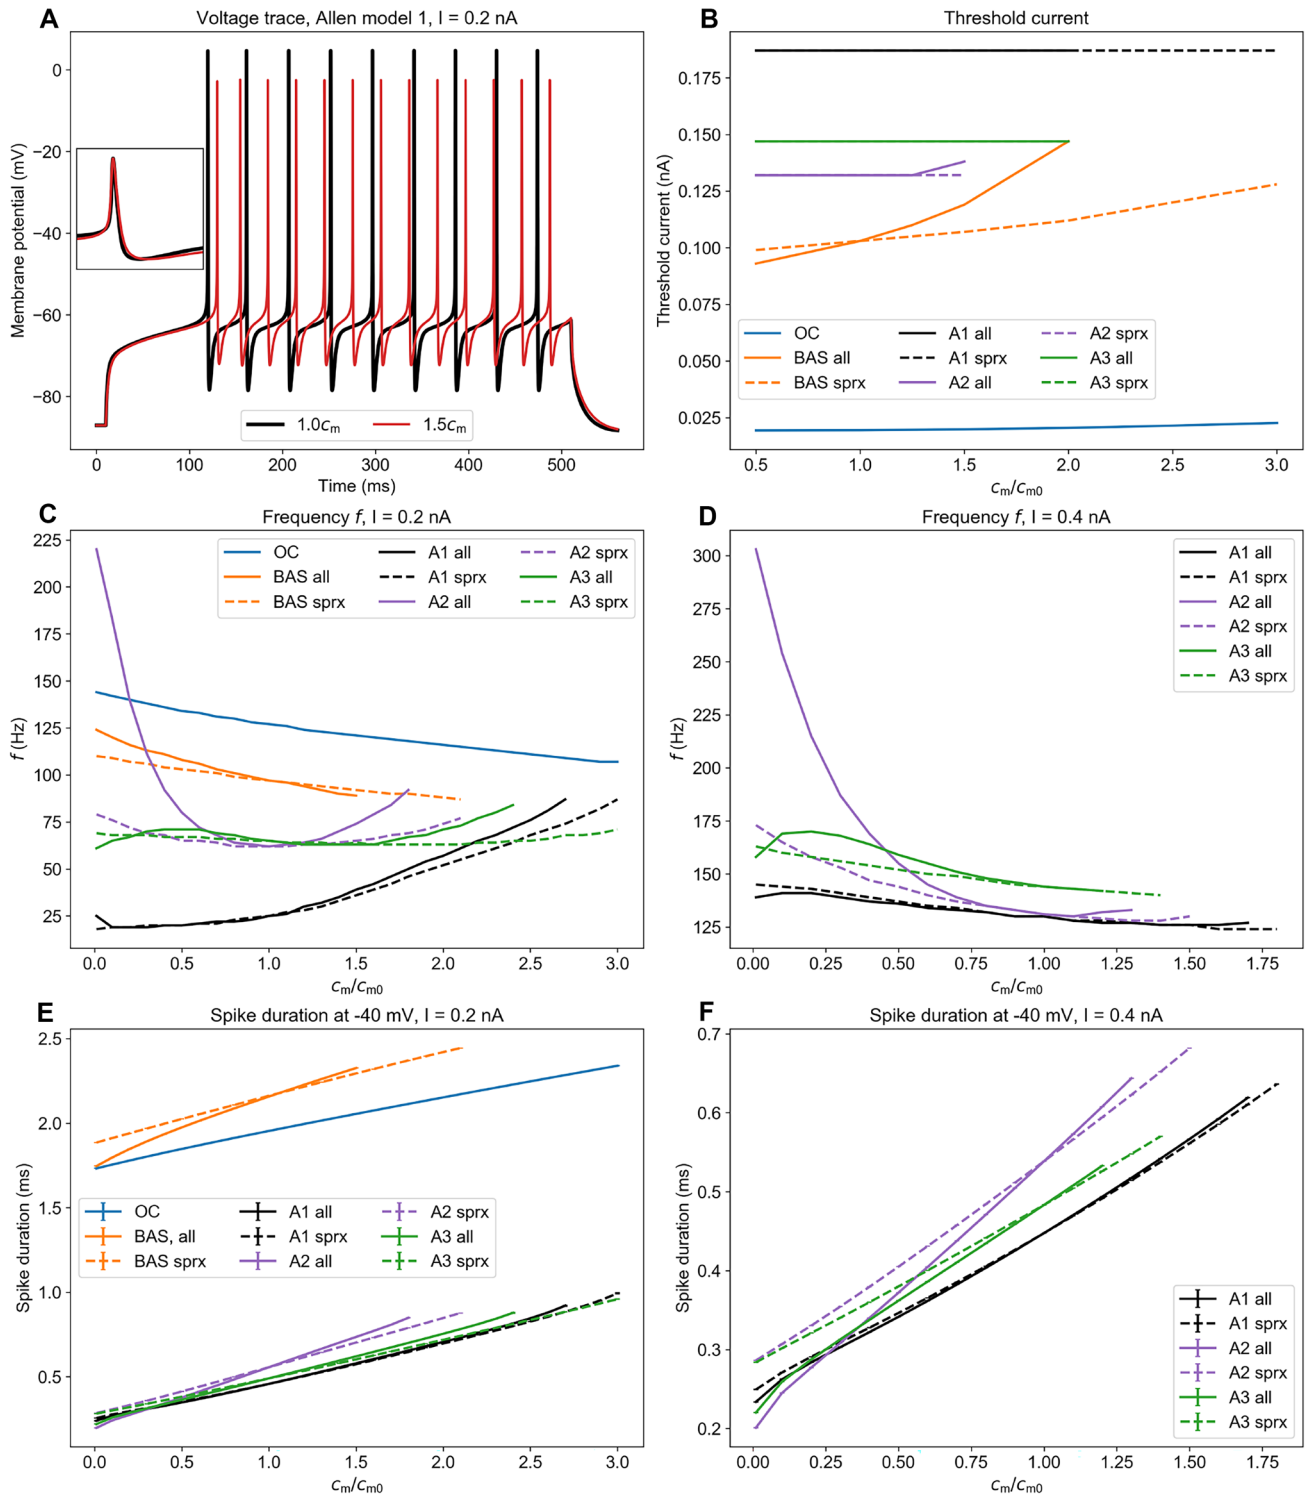 A
Voltage trace, Allen model 1, I = 0.2 nA
Membrane potential (mV)
0
−20
−40
−60
−80
1.0cm
1.5cm
0 100 200 300 400 500
Time (ms)
B
Threshold current
Threshold current (nA)
0.175
0.150
0.125
0.100
0.075
0.050
0.025
OC A1 all A2 sprx
BAS all A1 sprx A3 all
BAS sprx A2 all A3 sprx
0.5 1.0 1.5 2.0 2.5 3.0
cm/cm0
C
Frequency f, I = 0.2 nA
f (Hz)
225
200
175
150
125
100
75
50
25
OC A1 all A2 sprx
BAS all A1 sprx A3 all
BAS sprx A2 all A3 sprx
0.0 0.5 1.0 1.5 2.0 2.5 3.0
cm/cm0
D
Frequency f, I = 0.4 nA
f (Hz)
300
275
250
225
200
175
150
125
A1 all
A1 sprx
A2 all
A2 sprx
A3 all
A3 sprx
0.00 0.25 0.50 0.75 1.00 1.25 1.50 1.75
cm/cm0
E
Spike duration at -40 mV, I = 0.2 nA
Spike duration (ms)
2.5
2.0
1.5
1.0
0.5
OC A1 all A2 sprx
BAS, all A1 sprx A3 all
BAS sprx A2 all A3 sprx
0.0 0.5 1.0 1.5 2.0 2.5 3.0
cm/cm0
F
Spike duration at -40 mV, I = 0.4 nA
Spike duration (ms)
0.7
0.6
0.5
0.4
0.3
0.2
A1 all
A1 sprx
A2 all
A2 sprx
A3 all
A3 sprx
0.00 0.25 0.50 0.75 1.00 1.25 1.50 1.75
cm/cm0